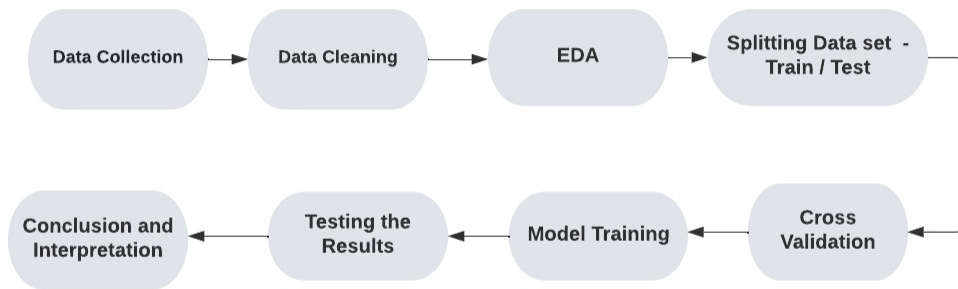 Data Collection
Data Cleaning
EDA
Splitting Data set -
Train / Test
Conclusion and
Interpretation
Testing the
Results
Model Training
Cross
Validation